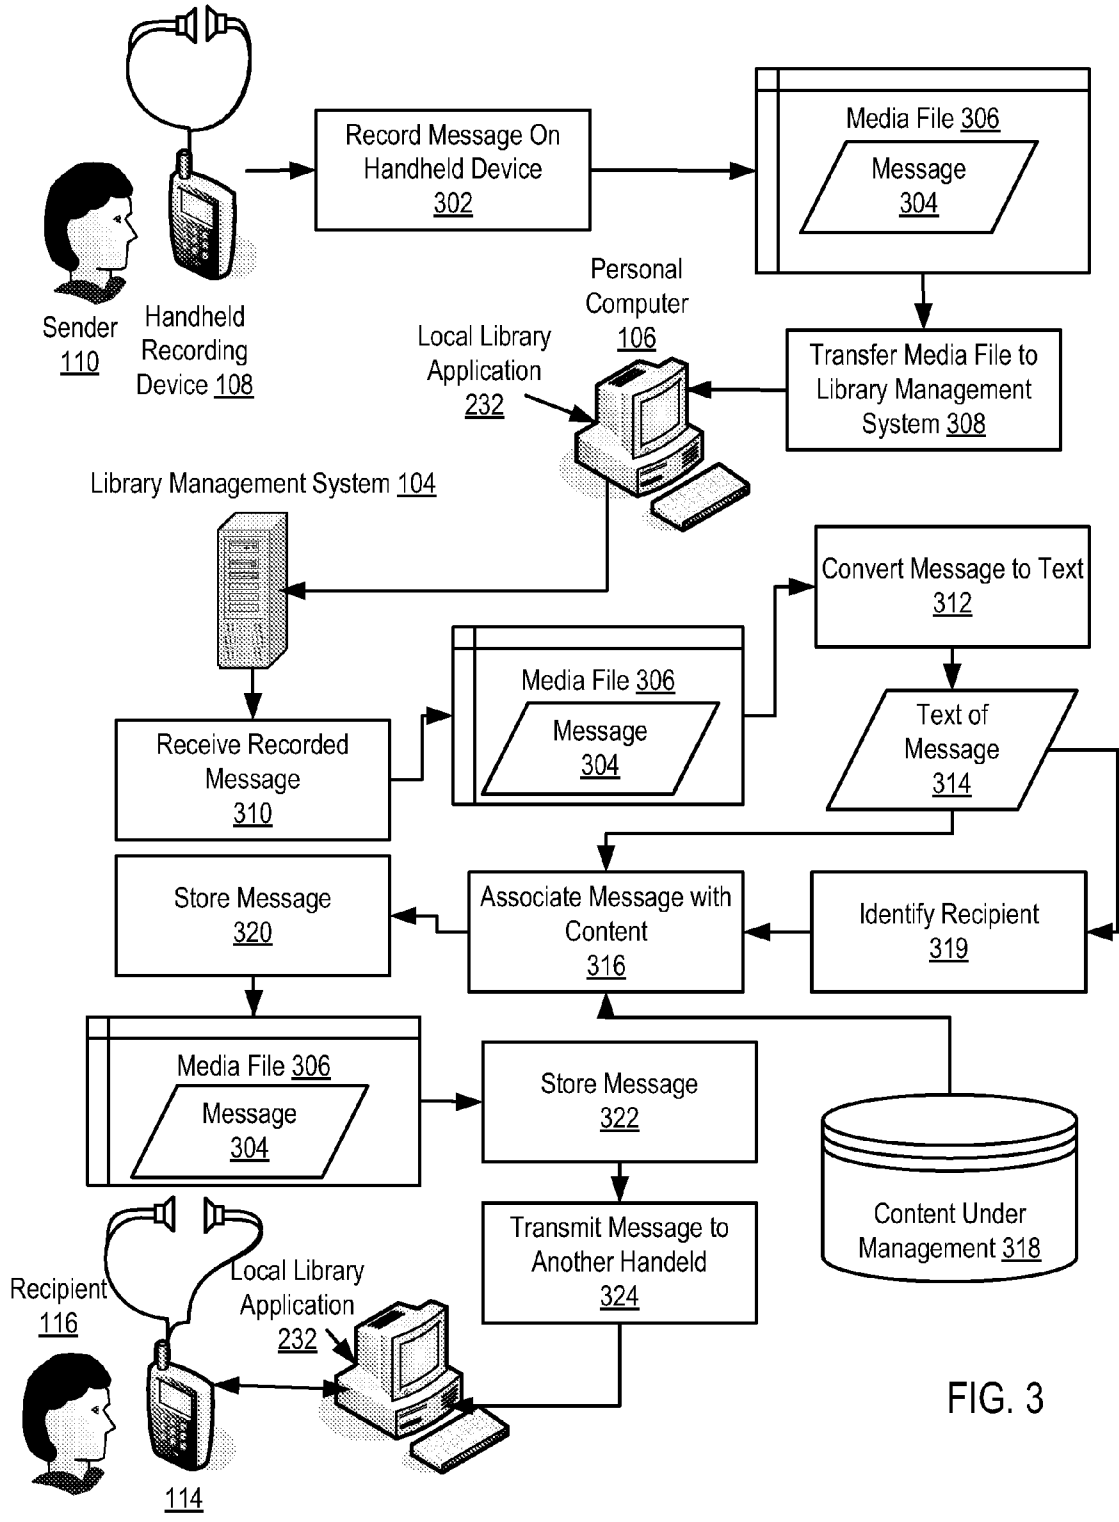 Record Message On
Handheld Device
302
Media File 306
Message
304
Sender
110
Handheld
Recording
Device 108
Personal
Computer
106
Local Library
Application
232
Transfer Media File to
Library Management
System 308
Library Management System 104
Convert Message to Text
312
Media File 306
Message
304
Receive Recorded
Message
310
Text of
Message
314
Store Message
320
Associate Message with
Content
316
Identify Recipient
319
Media File 306
Message
304
Store Message
322
Content Under
Management 318
Transmit Message to
Another Handeld
324
Recipient
116
Local Library
Application
232
114
FIG. 3